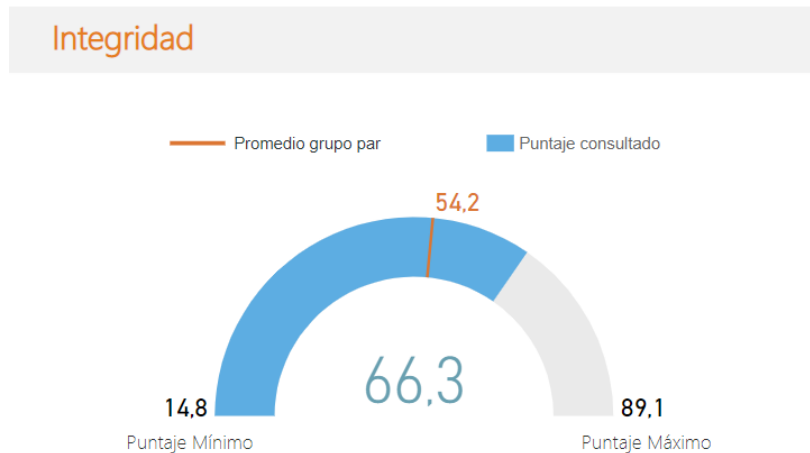 Integridad
Promedio grupo par
Puntaje consultado
54,2
66,3
14,8
89,1
Puntaje Mínimo
Puntaje Máximo